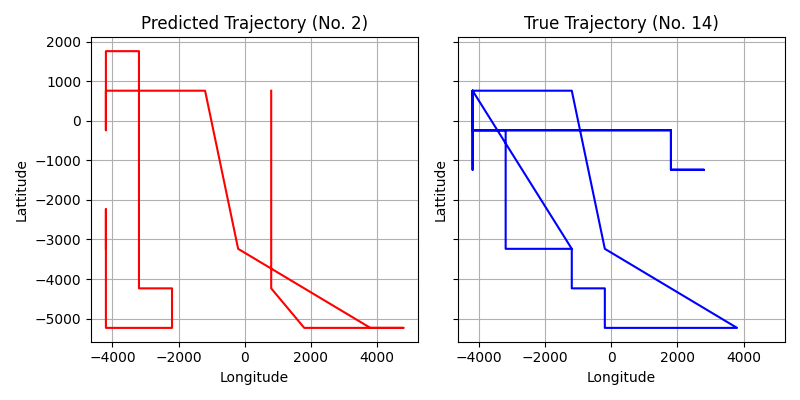 Predicted Trajectory (No. 2)
True Trajectory (No. 14)
2000
1000
0
−1000
−2000
−3000
−4000
−5000
Lattitude
Lattitude
−4000 −2000 0 2000 4000
−4000 −2000 0 2000 4000
Longitude
Longitude